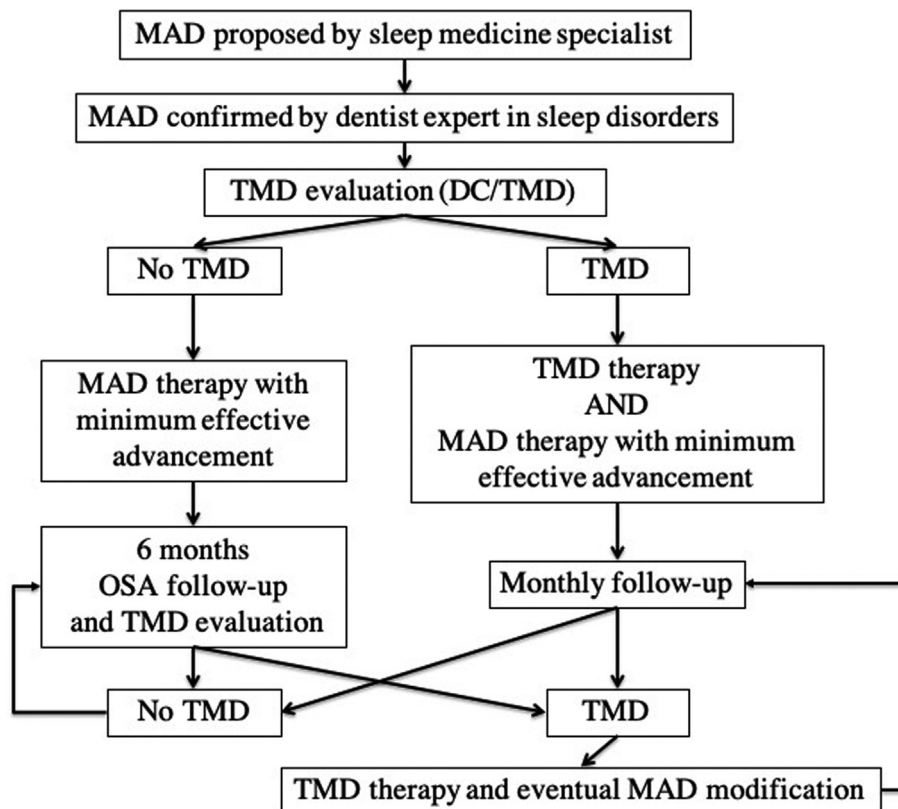 MAD proposed by sleep medicine specialist
MAD confirmed by dentist expert in sleep disorders
TMD evaluation (DC/TMD)
No TMD
TMD
MAD therapy with
minimum effective
advancement
TMD therapy
AND
MAD therapy with minimum
effective advancement
6 months
OSA follow-up
and TMD evaluation
Monthly follow-up
No TMD
TMD
TMD therapy and eventual MAD modification